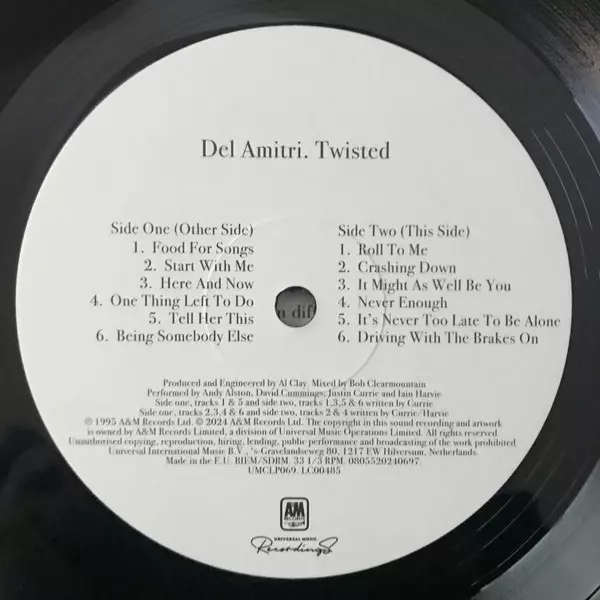 Del Amitri. Twisted
Side One (Other Side)
1. Food For Songs
2. Start With Me
3. Here And Now
4. One Thing Left To Do
5. Tell Her This
6. Being Somebody Else
Side Two (This Side)
1. Roll To Me
2. Crashing Down
3. It Might As Well Be You
4. Never Enough
5. It's Never Too Late To Be Alone
6. Driving With The Brakes On
n dif
Produced and Engineered by Al Clay. Mixed by Bob Clearmountain
Performed by Andy Alston, David Cummings, Justin Currie and Iain Harvie
Side one, tracks 1 & 5 and side two, tracks 1,3,5 & 6 written by Currie
Side one, tracks 2,3,4 & 6 and side two, tracks 2 & 4 written by Currie/Harvie
℗ 1995 A&M Records Ltd. © 2024 A&M Records Ltd. The copyright in this sound recording and artwork
is owned by A&M Records Limited, a division of Universal Music Operations Limited. All rights reserved
Unauthorised copying, reproduction, hiring, lending, public performance and broadcasting of the work prohibited.
Universal International Music B.V., 's-Gravelandseweg 80, 1217 EW Hilversum, Netherlands.
Made in the E.U. BIEM/SDRM. 33 1/3 RPM. 0805520240697.
UMCLP069. LC00485
AM
RECORDS
UNIVERSAL MUSIC
Recordings